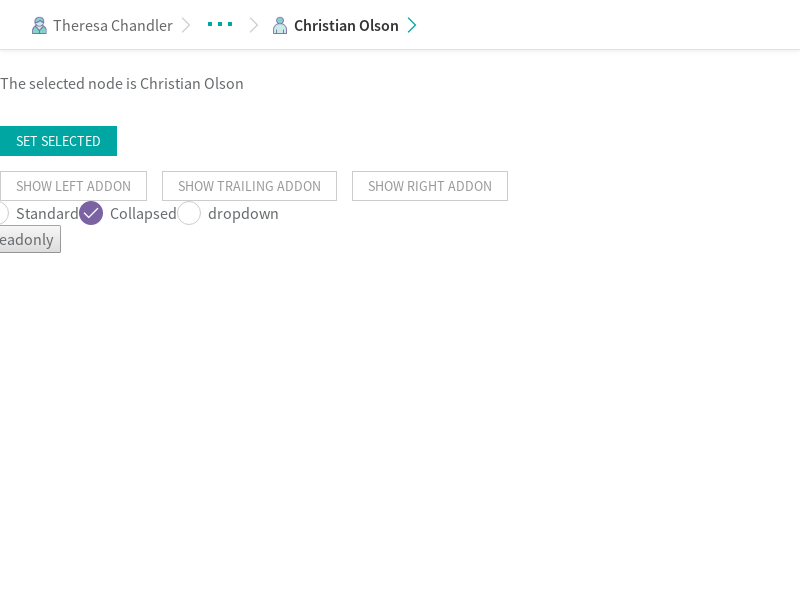 Theresa Chandler ... Christian Olson
The selected node is Christian Olson
SET SELECTED
SHOW LEFT ADDON SHOW TRAILING ADDON SHOW RIGHT ADDON
Standard Collapsed dropdown
eadonly